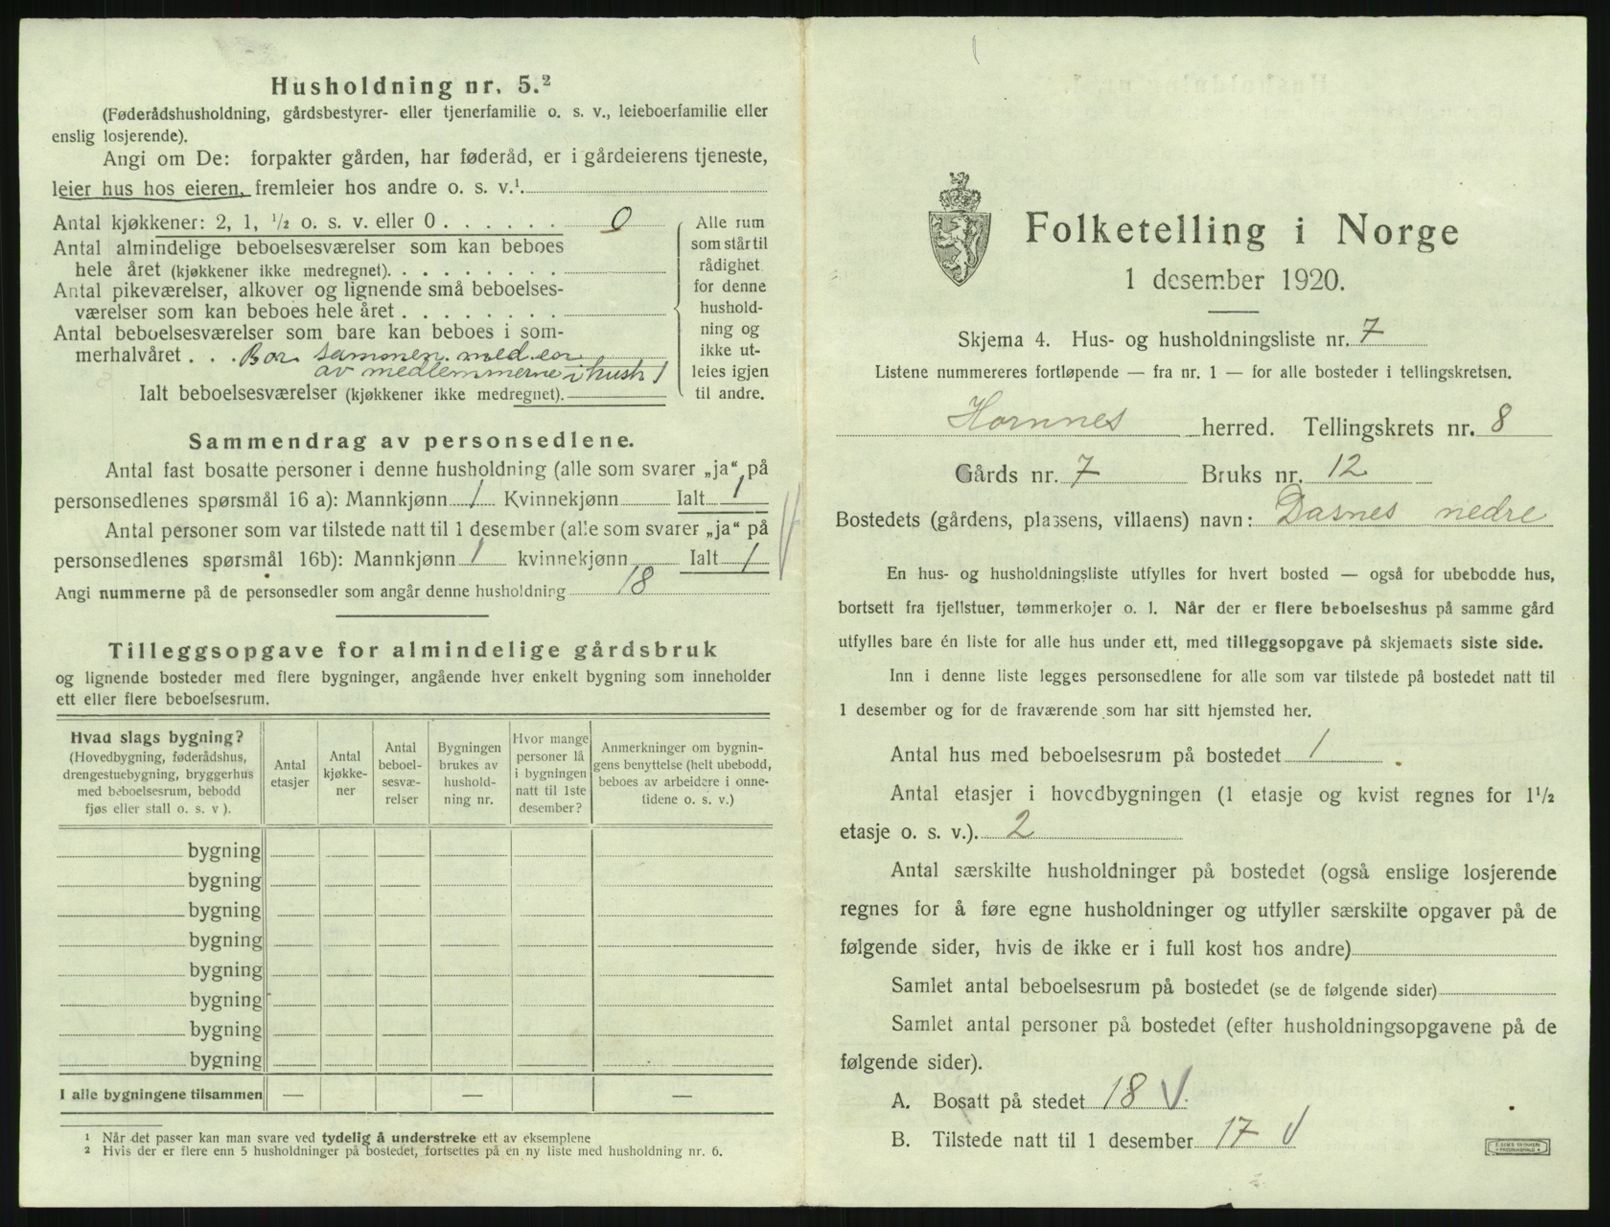 Husholdning nr. 5.²
(Føderådshusholdning, gårdsbestyrer- eller tjenerfamilie o. s. v., leieboerfamilie eller
enslig losjerende).
Angi om De: forpakter gården, har føderåd, er i gårdeierens tjeneste,
leier hus hos eieren, fremleier hos andre o. s. v.¹.
Antal kjøkkener: 2, 1, ¹/₂ o. s. v. eller 0 . . . . . . 0
Antal almindelige beboelsesværelser som kan beboes
hele året (kjøkkener ikke medregnet). . . . . . . . .
Antal pikeværelser, alkover og lignende små beboelses-
værelser som kan beboes hele året . . . . . . . .
Antal beboelsesværelser som bare kan beboes i som-
merhalvåret . . . Bor sammen med en
av medlemmerne i hush 1
Ialt beboelsesværelser (kjøkkener ikke medregnet).
Alle rum
som står til
rådighet
for denne
hushold-
ning og
ikke ut-
leies igjen
til andre.
Sammendrag av personsedlene.
Antal fast bosatte personer i denne husholdning (alle som svarer „ja“ på
personsedlenes spørsmål 16 a): Mannkjønn 1 Kvinnekjønn Ialt 1
Antal personer som var tilstede natt til 1 desember (alle som svarer „ja“ på
personsedlenes spørsmål 16b): Mannkjønn 1 kvinnekjønn Ialt 1
Angi nummerne på de personsedler som angår denne husholdning 18
Tilleggsopgave for almindelige gårdsbruk
og lignende bosteder med flere bygninger, angående hver enkelt bygning som inneholder
ett eller flere beboelsesrum.
Hvad slags bygning?
(Hovedbygning, føderådshus,
drengestuebygning, bryggerhus
med beboelsesrum, bebodd
fjøs eller stall o. s. v ).
Antal
etasjer
Antal
kjøkke-
ner
Antal
beboel-
sesvæ-
relser
Bygningen
brukes av
hushold-
ning nr.
Hvor mange
personer lå
i bygningen
natt til 1ste
desember?
Anmerkninger om bygnin-
gens benyttelse (helt ubebodd,
beboes av arbeidere i onne-
tidene o. s. v.)
bygning
bygning
bygning
bygning
bygning
bygning
bygning
bygning
I alle bygningene tilsammen — — —
¹ Når det passer kan man svare ved tydelig å understreke ett av eksemplene
² Hvis der er flere enn 5 husholdninger på bostedet, fortsettes på en ny liste med husholdning nr. 6.
Folketelling i Norge
1 desember 1920.
Skjema 4. Hus- og husholdningsliste nr. 7
Listene nummereres fortløpende — fra nr. 1 — for alle bosteder i tellingskretsen.
Hornnes herred. Tellingskrets nr. 8
Gårds nr. 7 Bruks nr. 12
Bostedets (gårdens, plassens, villaens) navn: Dasnes nedre
En hus- og husholdningsliste utfylles for hvert bosted — også for ubebodde hus,
bortsett fra fjellstuer, tømmerkojer o. l. Når der er flere beboelseshus på samme gård
utfylles bare én liste for alle hus under ett, med tilleggsopgave på skjemaets siste side.
Inn i denne liste legges personsedlene for alle som var tilstede på bostedet natt til
1 desember og for de fraværende som har sitt hjemsted her.
Antal hus med beboelsesrum på bostedet 1
Antal etasjer i hovedbygningen (1 etasje og kvist regnes for 1¹/₂
etasje o. s. v.). 2
Antal særskilte husholdninger på bostedet (også enslige losjerende
regnes for å føre egne husholdninger og utfyller særskilte opgaver på de
følgende sider, hvis de ikke er i full kost hos andre)
Samlet antal beboelsesrum på bostedet (se de følgende sider)
Samlet antal personer på bostedet (efter husholdningsopgavene på de
følgende sider).
A. Bosatt på stedet 18 √
B. Tilstede natt til 1 desember 17 √